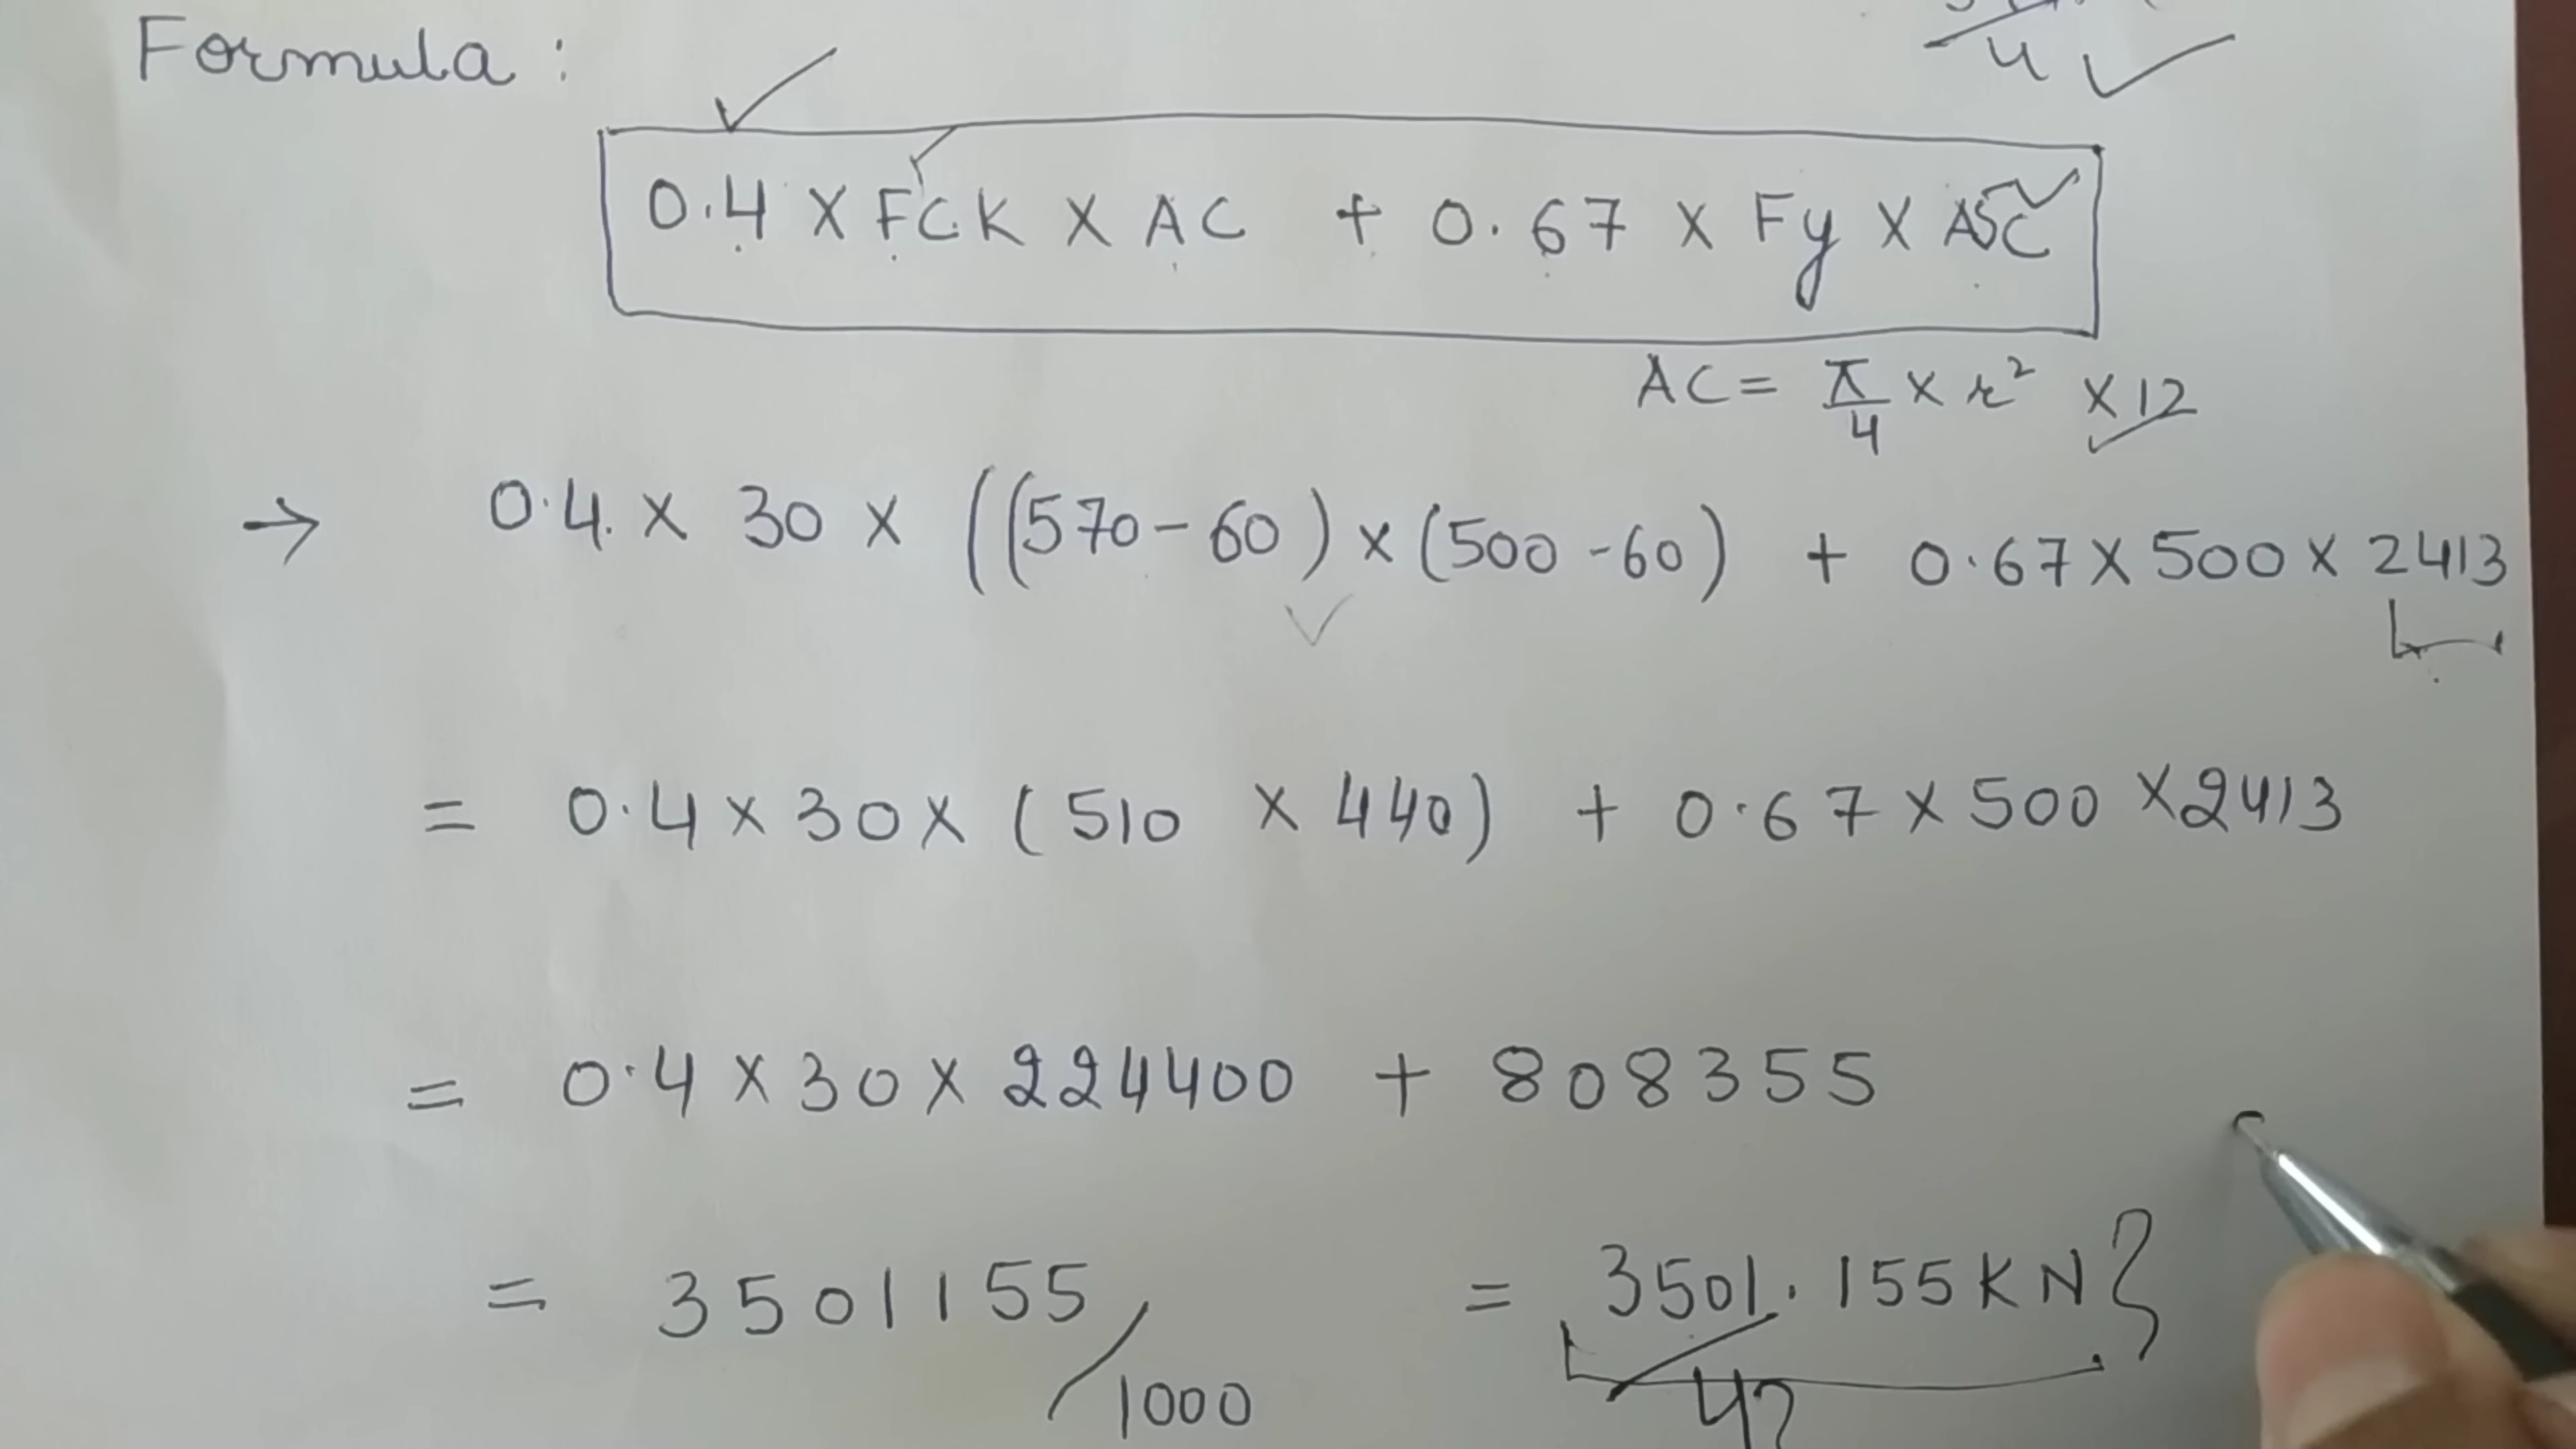 Formula :
4
0.4 X FCK X AC + 0.67 X Fy X ASC
AC = π/4 × r² × 12
→ 0.4. × 30 × ((570 - 60) × (500 - 60) + 0.67 × 500 × 2413
= 0.4 × 30 × (510 × 440) + 0.67 × 500 × 2413
= 0.4 × 30 × 224400 + 808355
= 3501155/1000 = 3501.155 KN}